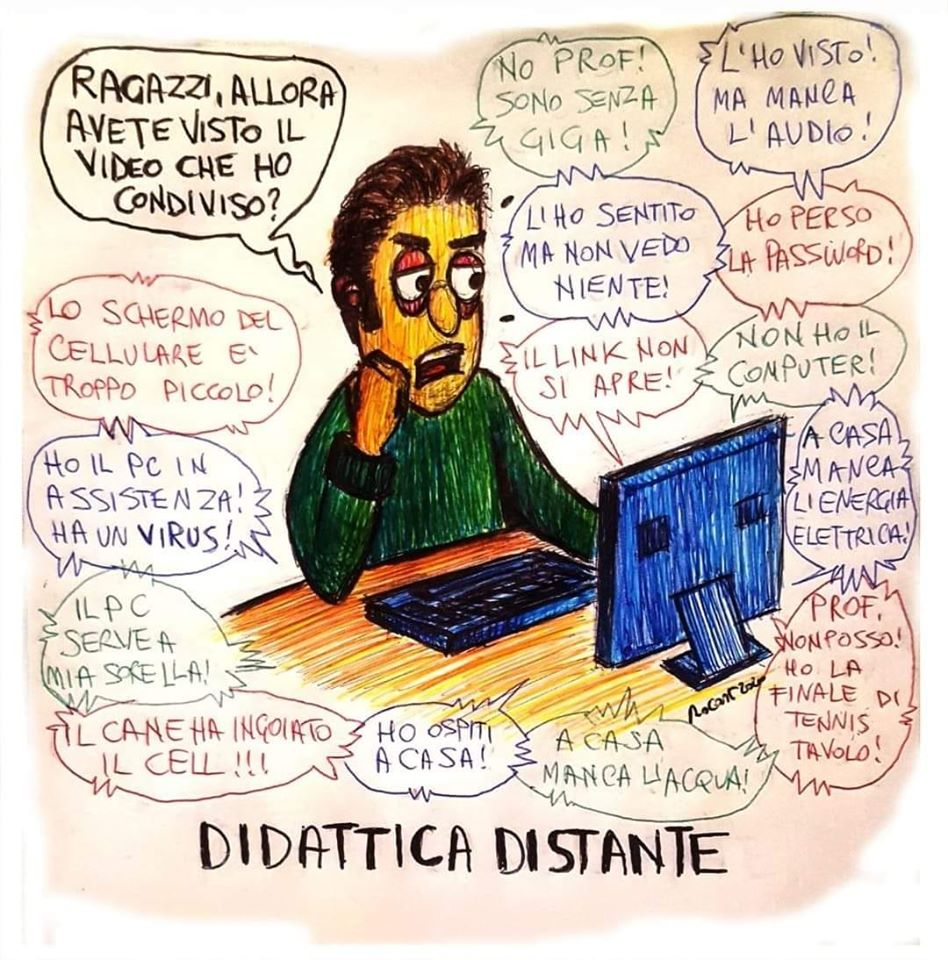 RAGAZZI, ALLORA
AVETE VISTO IL
VIDEO CHE HO
CONDIVISO?
NO PROF!
SONO SENZA
GIGA!
L'HO VISTO!
MA MANCA
L'AUDIO!
L'HO SENTITO
MA NON VEDO
NIENTE!
HO PERSO
LA PASSWORD!
LO SCHERMO DEL
CELLULARE E'
TROPPO PICCOLO!
IL LINK NON
SI APRE!
NON HO IL
COMPUTER!
HO IL PC IN
ASSISTENZA!
HA UN VIRUS!
A CASA
MANCA
L'ENERGIA
ELETTRICA!
IL PC
SERVE A
MIA SORELLA!
PROF,
NON POSSO!
HO LA
FINALE DI
TENNIS
TAVOLO!
IL CANE HA INGOIATO
IL CELL!!!
HO OSPITI
A CASA!
A CASA
MANCA L'ACQUA!
2020
DIDATTICA DISTANTE